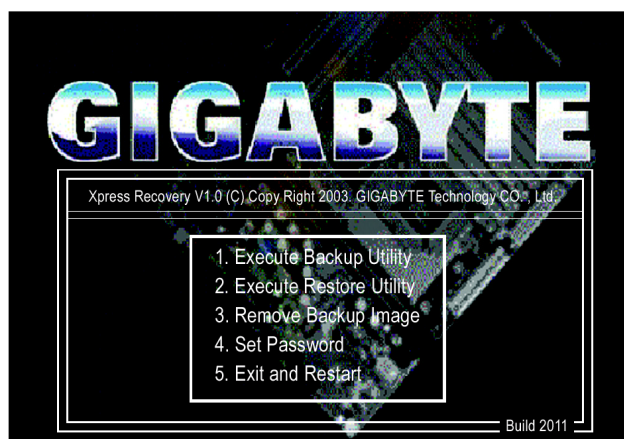 GIGABYTE
Xpress Recovery V1.0 (C) Copy Right 2003. GIGABYTE Technology CO. , Ltd.
1. Execute Backup Utility
2. Execute Restore Utility
3. Remove Backup Image
4. Set Password
5. Exit and Restart
Build 2011